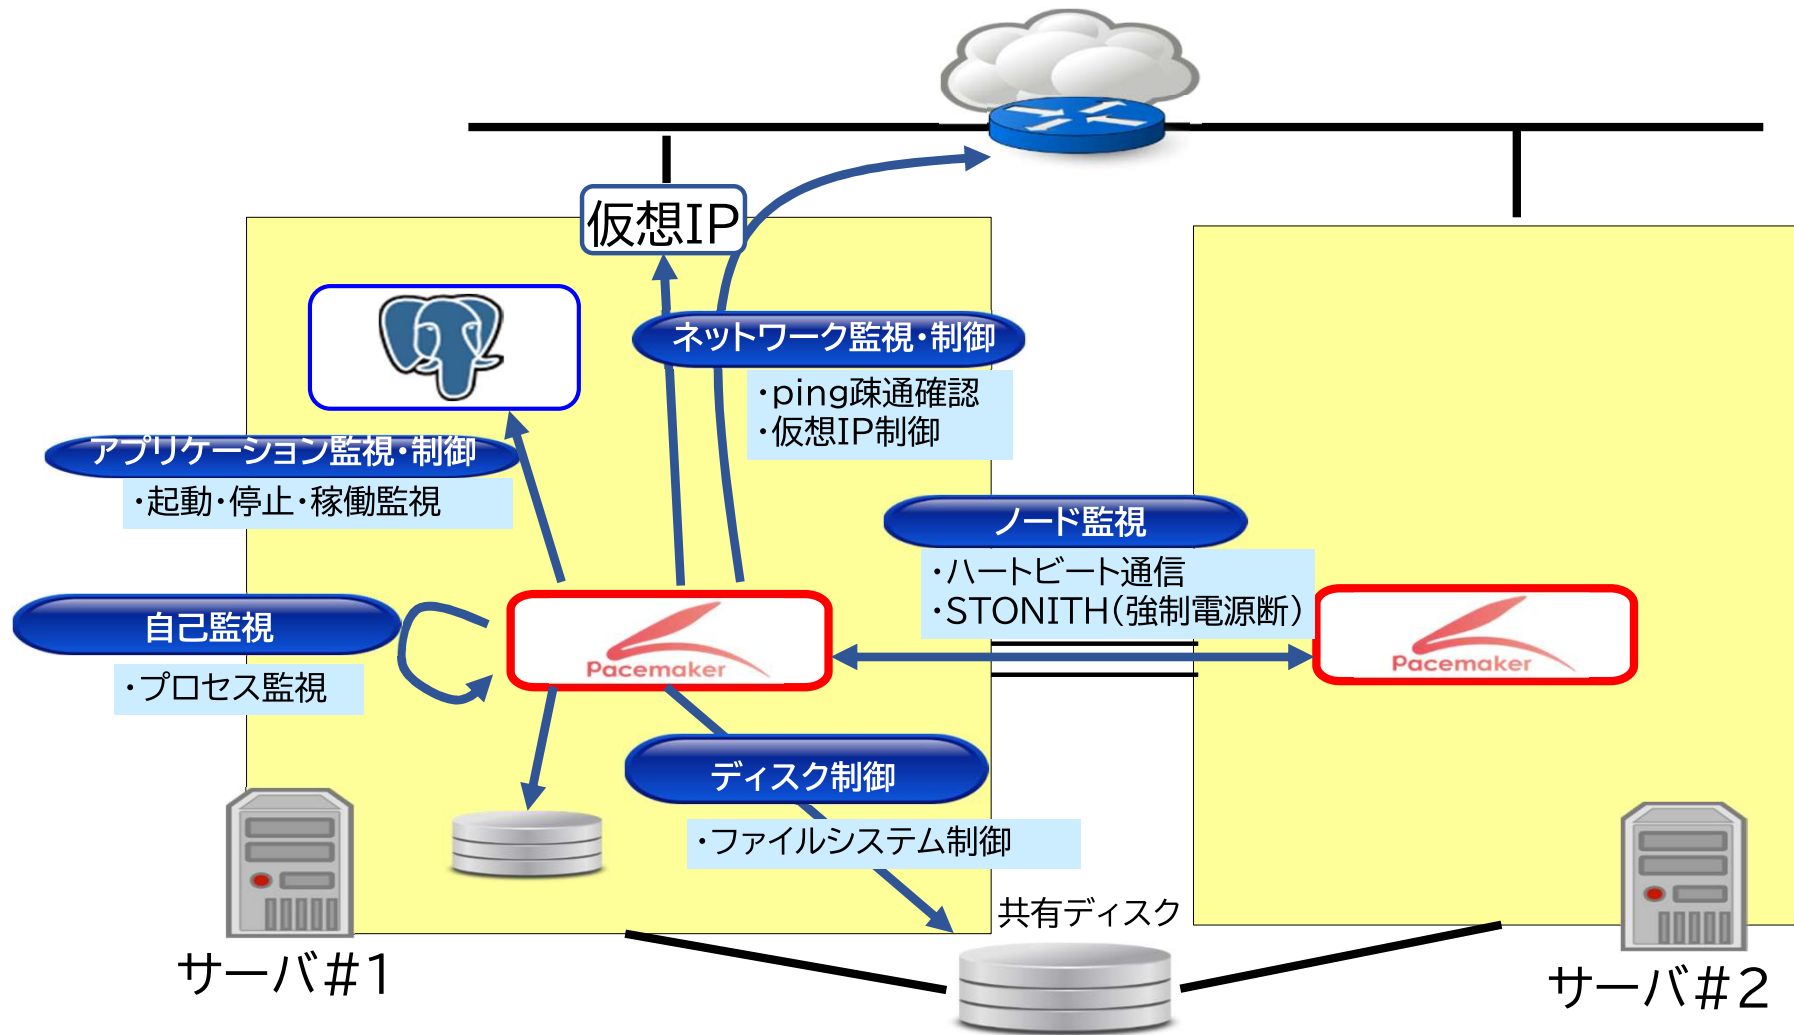 仮想IP
ネットワーク監視・制御
・ping疎通確認
・仮想IP制御
アプリケーション監視・制御
・起動・停止・稼働監視
ノード監視
・ハートビート通信
・STONITH(強制電源断)
自己監視
・プロセス監視
Pacemaker
Pacemaker
ディスク制御
・ファイルシステム制御
共有ディスク
サーバ#1
サーバ#2